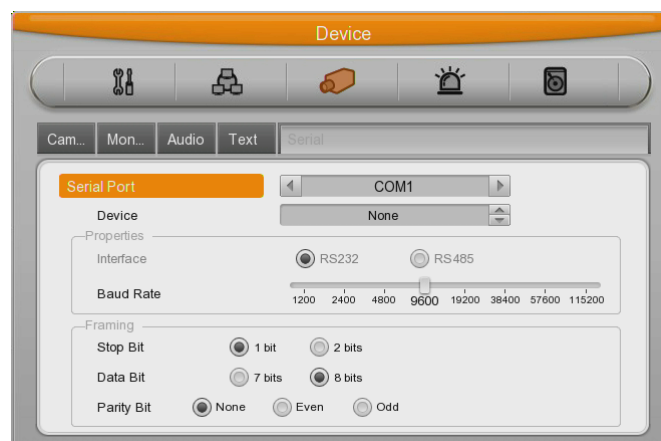 Device
Cam... Mon... Audio Text Serial
Serial Port COM1
Device None
Properties
Interface RS232 RS485
Baud Rate
1200 2400 4800 9600 19200 38400 57600 115200
Framing
Stop Bit 1 bit 2 bits
Data Bit 7 bits 8 bits
Parity Bit None Even Odd